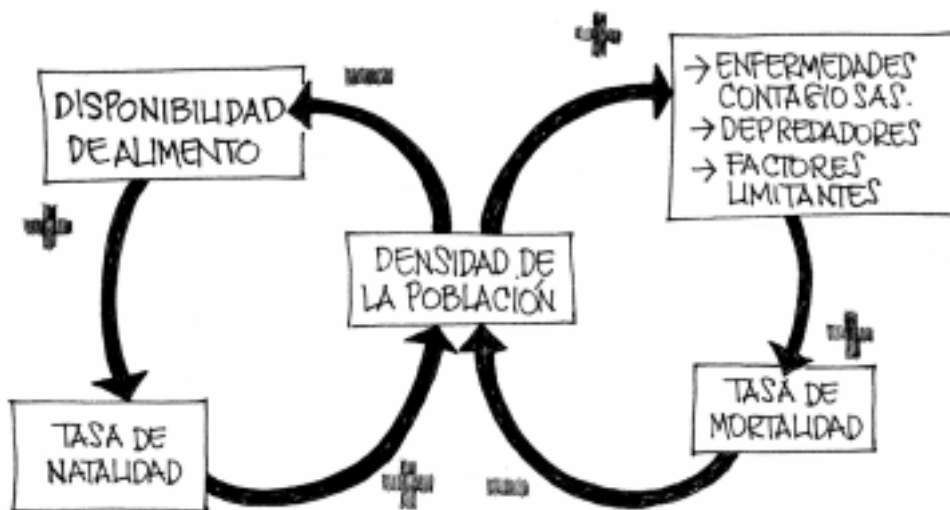 DISPONIBILIDAD
DE ALIMENTO
→ ENFERMEDADES
CONTAGIOSAS.
→ DEPREDADORES
→ FACTORES
LIMITANTES
DENSIDAD DE
LA POBLACIÓN
TASA DE
NATALIDAD
TASA DE
MORTALIDAD
−
+
+
+
+
−